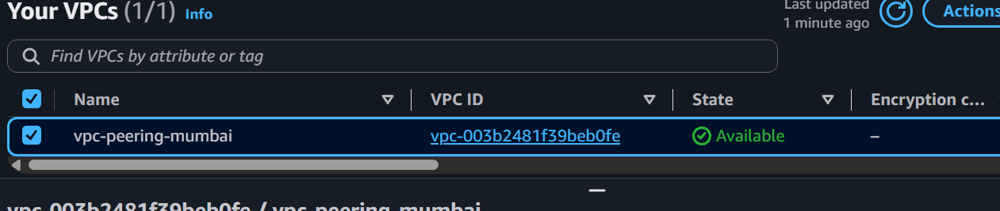 Your VPCs (1/1) Info
Last updated
1 minute ago
Actions
Find VPCs by attribute or tag
Name VPC ID State Encryption c...
vpc-peering-mumbai vpc-003b2481f39beb0fe Available –
vpc-003b2481f39beb0fe / vpc-peering-mumbai